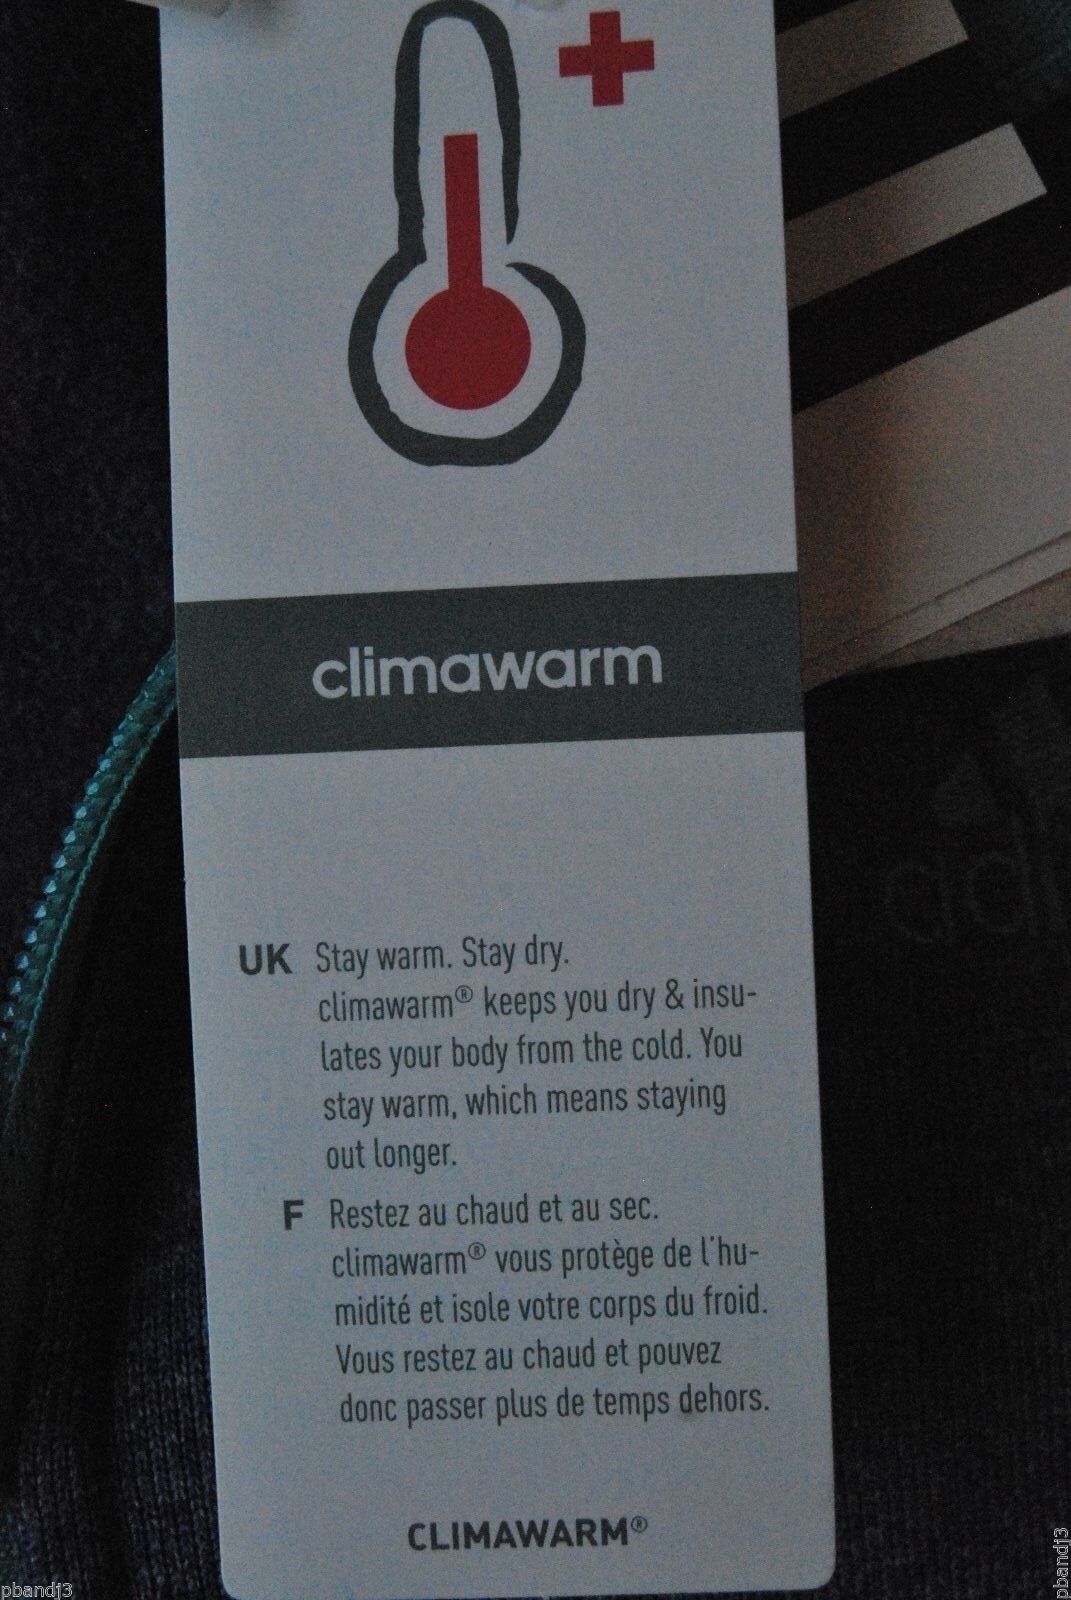 climawarm
UK Stay warm. Stay dry.
climawarm® keeps you dry & insu-
lates your body from the cold. You
stay warm, which means staying
out longer.
F Restez au chaud et au sec.
climawarm® vous protège de l'hu-
midité et isole votre corps du froid.
Vous restez au chaud et pouvez
donc passer plus de temps dehors.
CLIMAWARM®
pbandj3
pbandj3